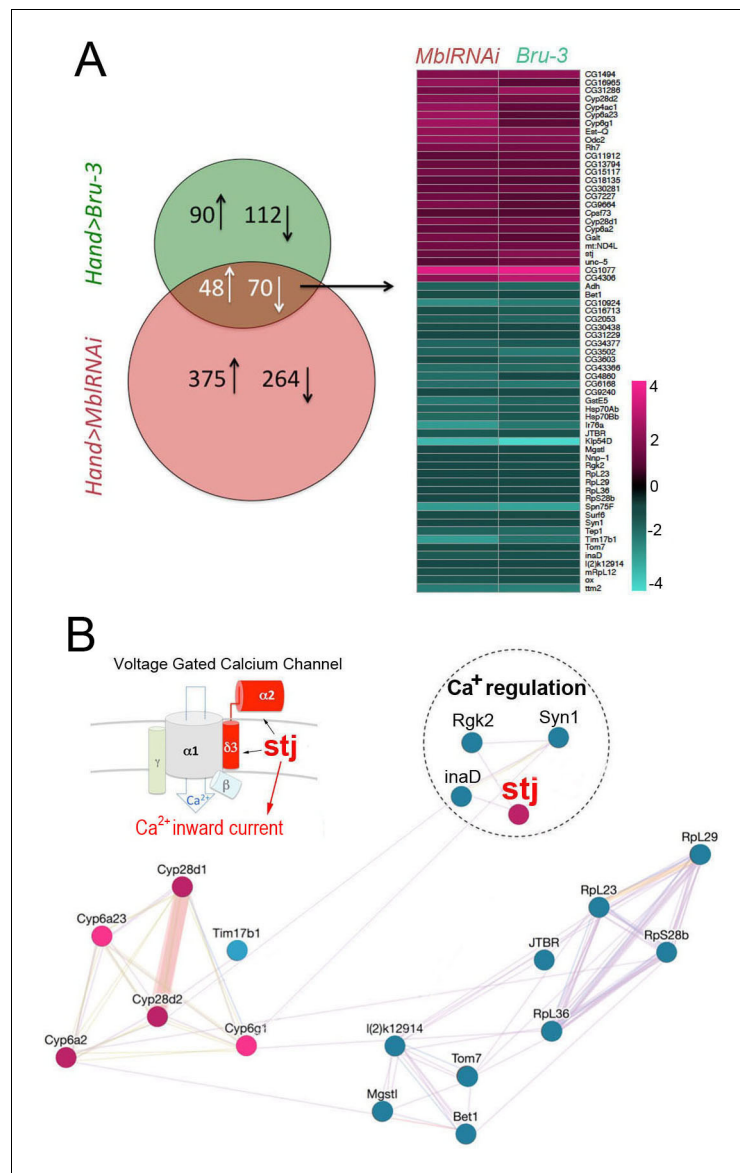 A
MblRNAi Bru-3
Hand>Bru-3
Hand>MblRNAi
90 112
48 70
375 264
CG1494
CG16965
CG31286
Cyp28d2
Cyp4ac1
Cyp6a23
Cyp6g1
Est-Q
Odc2
Rh7
CG11912
CG13794
CG15117
CG18135
CG30281
CG7227
CG9664
Cpsf73
Cyp28d1
Cyp6a2
Galt
mt:ND4L
stj
unc-5
CG1077
CG4306
Adh
Bet1
CG10924
CG16713
CG2053
CG30438
CG31229
CG34377
CG3502
CG3603
CG43366
CG4860
CG6168
CG9240
GstE5
Hsp70Ab
Hsp70Bb
Ir76a
JTBR
Klp54D
Mgstl
Nnp-1
Rgk2
RpL23
RpL29
RpL36
RpS28b
Spn75F
Surf6
Syn1
Tep1
Tim17b1
Tom7
inaD
l(2)k12914
mRpL12
ox
ttm2
4
2
0
-2
-4
B
Voltage Gated Calcium Channel
α2
α1
δ3
stj
γ
β
Ca2+
Ca2+ inward current
Ca+ regulation
Rgk2
Syn1
inaD
stj
Cyp28d1
Cyp6a23
Tim17b1
Cyp28d2
Cyp6a2
Cyp6g1
RpL29
RpL23
JTBR
RpS28b
RpL36
l(2)k12914
Tom7
Mgstl
Bet1